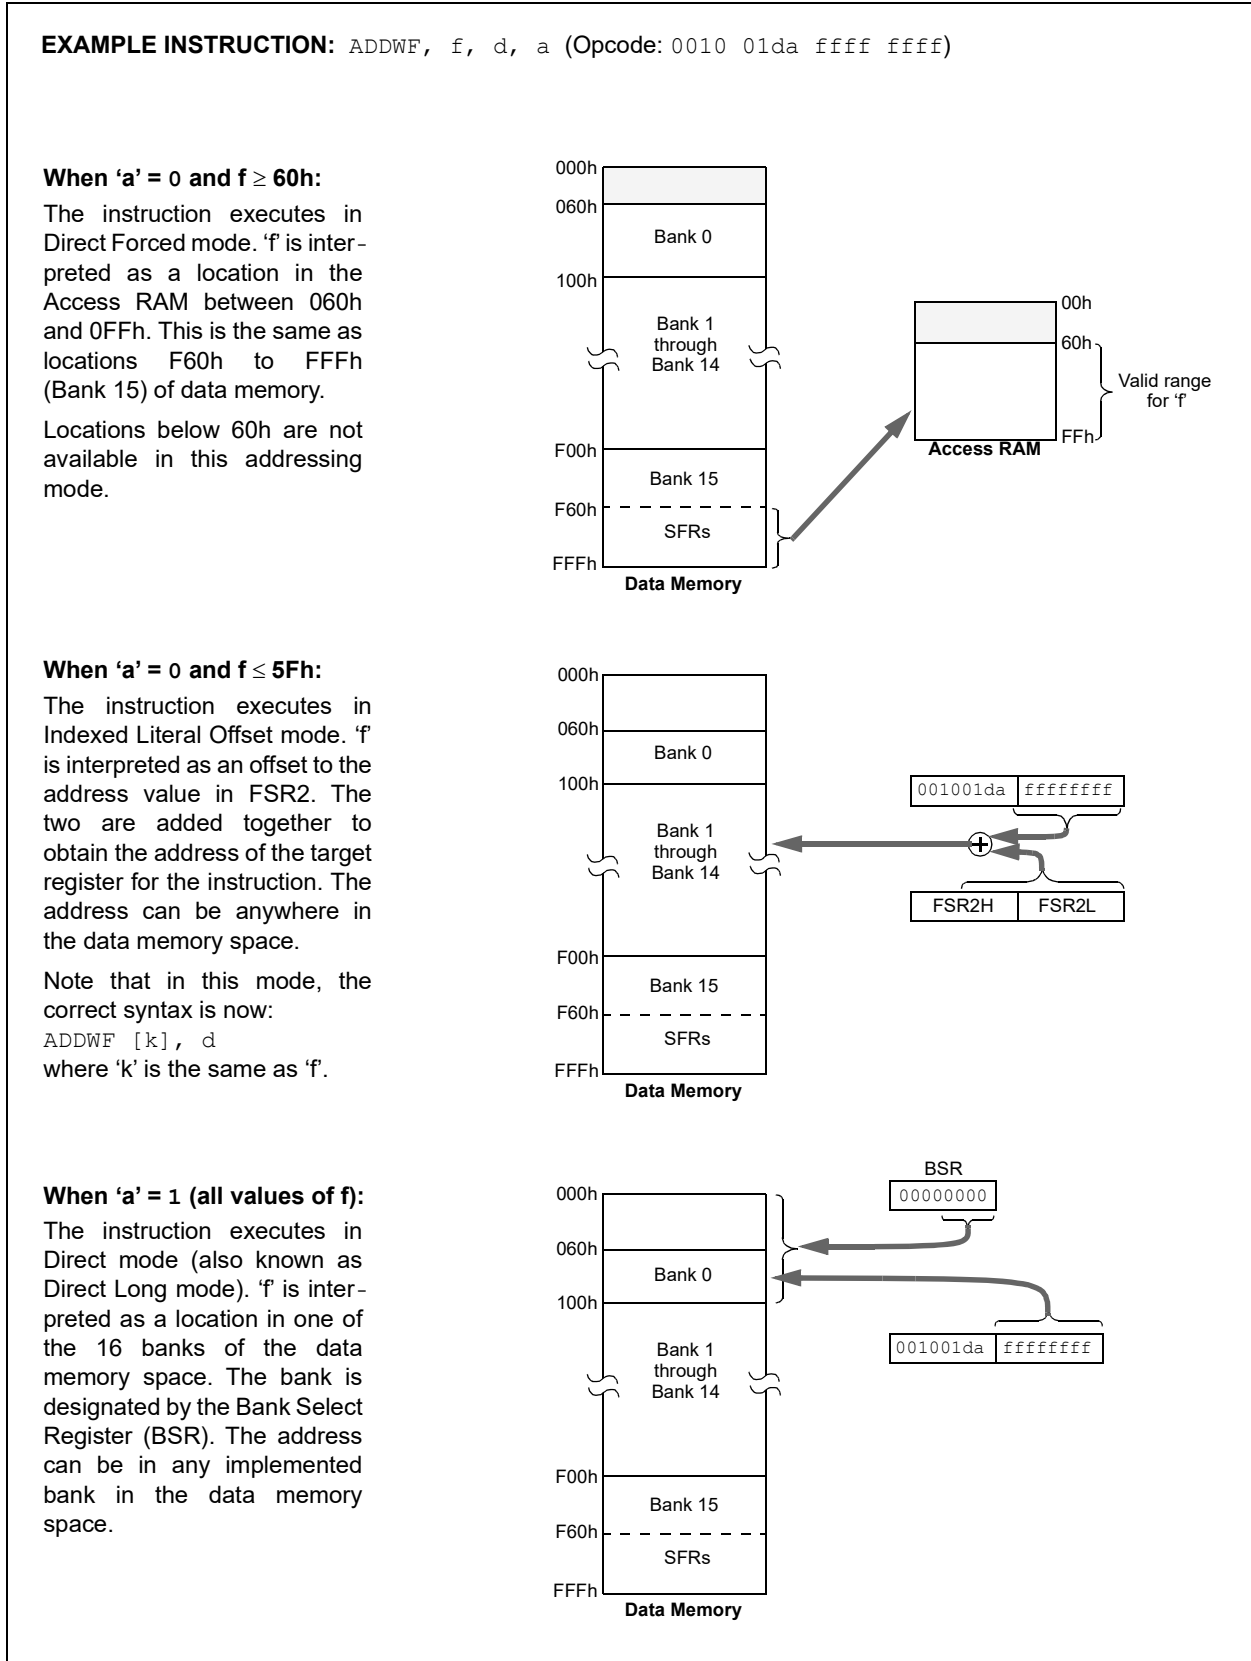 EXAMPLE INSTRUCTION: ADDWF, f, d, a (Opcode: 0010 01da ffff ffff)
When ‘a’ = 0 and f ≥ 60h:
The instruction executes in
Direct Forced mode. ‘f’ is inter-
preted as a location in the
Access RAM between 060h
and 0FFh. This is the same as
locations F60h to FFFh
(Bank 15) of data memory.
Locations below 60h are not
available in this addressing
mode.
000h
060h
Bank 0
100h
Bank 1
through
Bank 14
F00h
Bank 15
F60h
SFRs
FFFh
Data Memory
00h
60h
Valid range
for ‘f’
FFh
Access RAM
When ‘a’ = 0 and f ≤ 5Fh:
The instruction executes in
Indexed Literal Offset mode. ‘f’
is interpreted as an offset to the
address value in FSR2. The
two are added together to
obtain the address of the target
register for the instruction. The
address can be anywhere in
the data memory space.
Note that in this mode, the
correct syntax is now:
ADDWF [k], d
where ‘k’ is the same as ‘f’.
000h
060h
Bank 0
100h
Bank 1
through
Bank 14
F00h
Bank 15
F60h
SFRs
FFFh
Data Memory
001001da ffffffff
FSR2H FSR2L
When ‘a’ = 1 (all values of f):
The instruction executes in
Direct mode (also known as
Direct Long mode). ‘f’ is inter-
preted as a location in one of
the 16 banks of the data
memory space. The bank is
designated by the Bank Select
Register (BSR). The address
can be in any implemented
bank in the data memory
space.
000h
060h
Bank 0
100h
Bank 1
through
Bank 14
F00h
Bank 15
F60h
SFRs
FFFh
Data Memory
BSR
00000000
001001da ffffffff